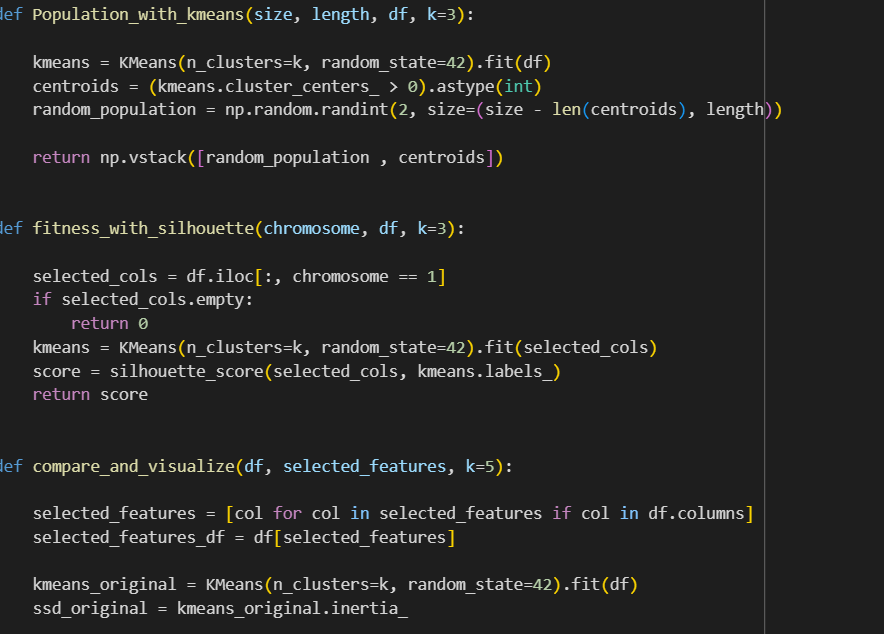 def Population_with_kmeans(size, length, df, k=3):
kmeans = KMeans(n_clusters=k, random_state=42).fit(df)
centroids = (kmeans.cluster_centers_ > 0).astype(int)
random_population = np.random.randint(2, size=(size - len(centroids), length))
return np.vstack([random_population , centroids])
def fitness_with_silhouette(chromosome, df, k=3):
selected_cols = df.iloc[:, chromosome == 1]
if selected_cols.empty:
return 0
kmeans = KMeans(n_clusters=k, random_state=42).fit(selected_cols)
score = silhouette_score(selected_cols, kmeans.labels_)
return score
def compare_and_visualize(df, selected_features, k=5):
selected_features = [col for col in selected_features if col in df.columns]
selected_features_df = df[selected_features]
kmeans_original = KMeans(n_clusters=k, random_state=42).fit(df)
ssd_original = kmeans_original.inertia_